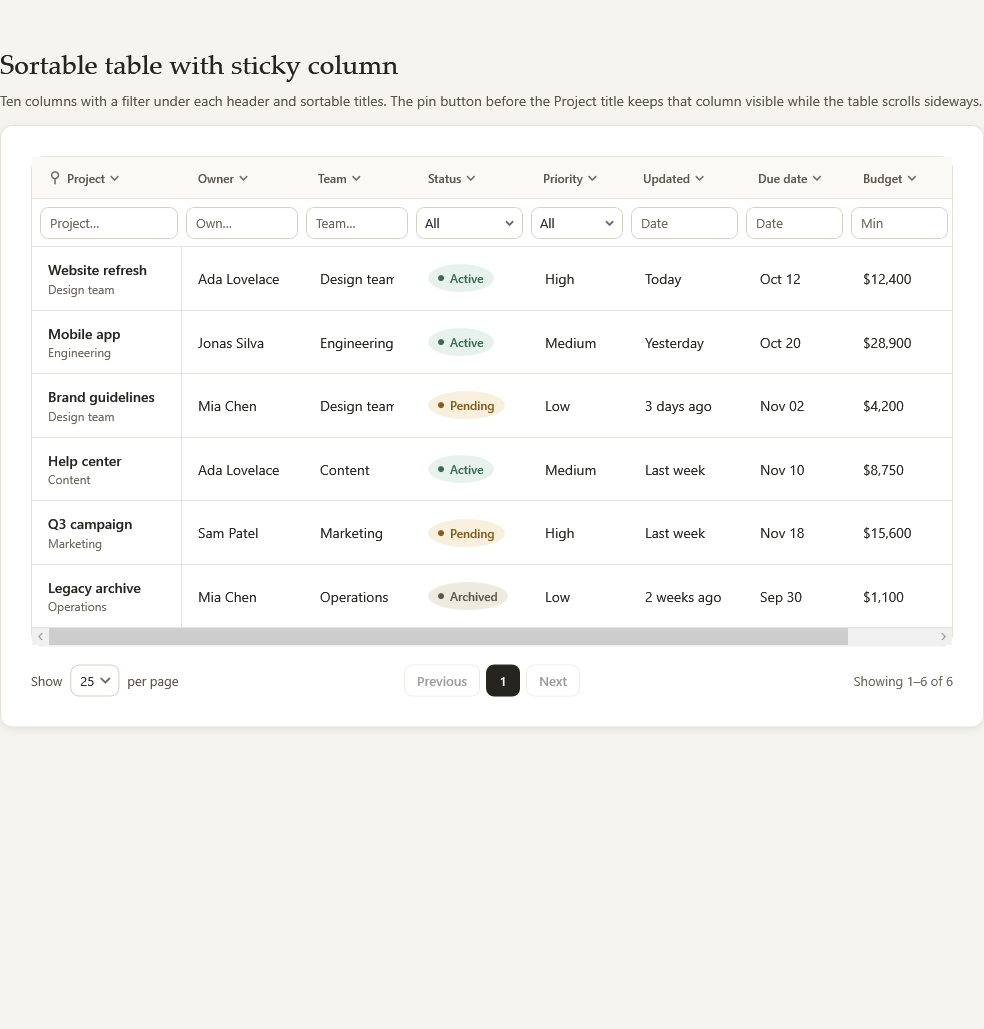 Sortable table with sticky column
Ten columns with a filter under each header and sortable titles. The pin button before the Project title keeps that column visible while the table scrolls sideways.
Project Owner Team Status Priority Updated Due date Budget
Project... Own... Team... All All Date Date Min
Website refresh
Design team
Ada Lovelace Design team Active High Today Oct 12 $12,400
Mobile app
Engineering
Jonas Silva Engineering Active Medium Yesterday Oct 20 $28,900
Brand guidelines
Design team
Mia Chen Design team Pending Low 3 days ago Nov 02 $4,200
Help center
Content
Ada Lovelace Content Active Medium Last week Nov 10 $8,750
Q3 campaign
Marketing
Sam Patel Marketing Pending High Last week Nov 18 $15,600
Legacy archive
Operations
Mia Chen Operations Archived Low 2 weeks ago Sep 30 $1,100
Show 25 per page Previous 1 Next Showing 1–6 of 6